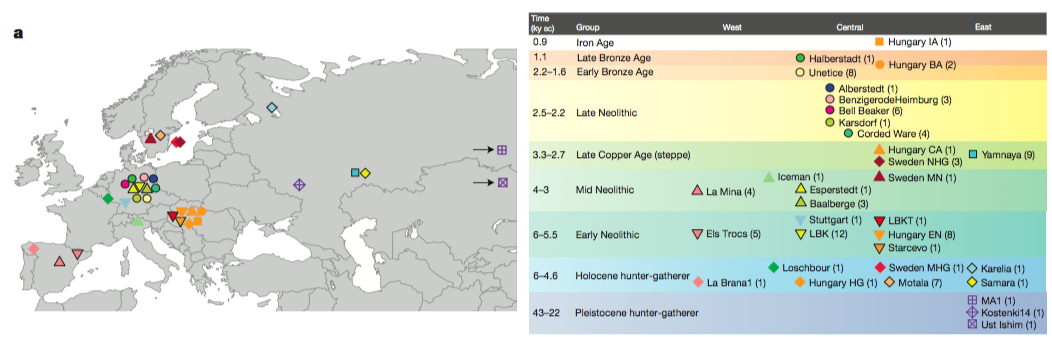 a
Time
(ky BC) Group West Central East
0.9 Iron Age Hungary IA (1)
1.1 Late Bronze Age Halberstadt (1)
Hungary BA (2)
2.2–1.6 Early Bronze Age Unetice (8)
Alberstedt (1)
BenzigerodeHeimburg (3)
2.5–2.2 Late Neolithic Bell Beaker (6)
Karsdorf (1)
Corded Ware (4)
Hungary CA (1)
3.3–2.7 Late Copper Age (steppe) Yamnaya (9)
Sweden NHG (3)
Iceman (1) Sweden MN (1)
4–3 Mid Neolithic La Mina (4) Esperstedt (1)
Baalberge (3)
Stuttgart (1) LBKT (1)
6–5.5 Early Neolithic Els Trocs (5) LBK (12) Hungary EN (8)
Starcevo (1)
Loschbour (1) Sweden MHG (1) Karelia (1)
6–4.6 Holocene hunter-gatherer
La Brana1 (1) Hungary HG (1) Motala (7) Samara (1)
MA1 (1)
43–22 Pleistocene hunter-gatherer Kostenki14 (1)
Ust Ishim (1)